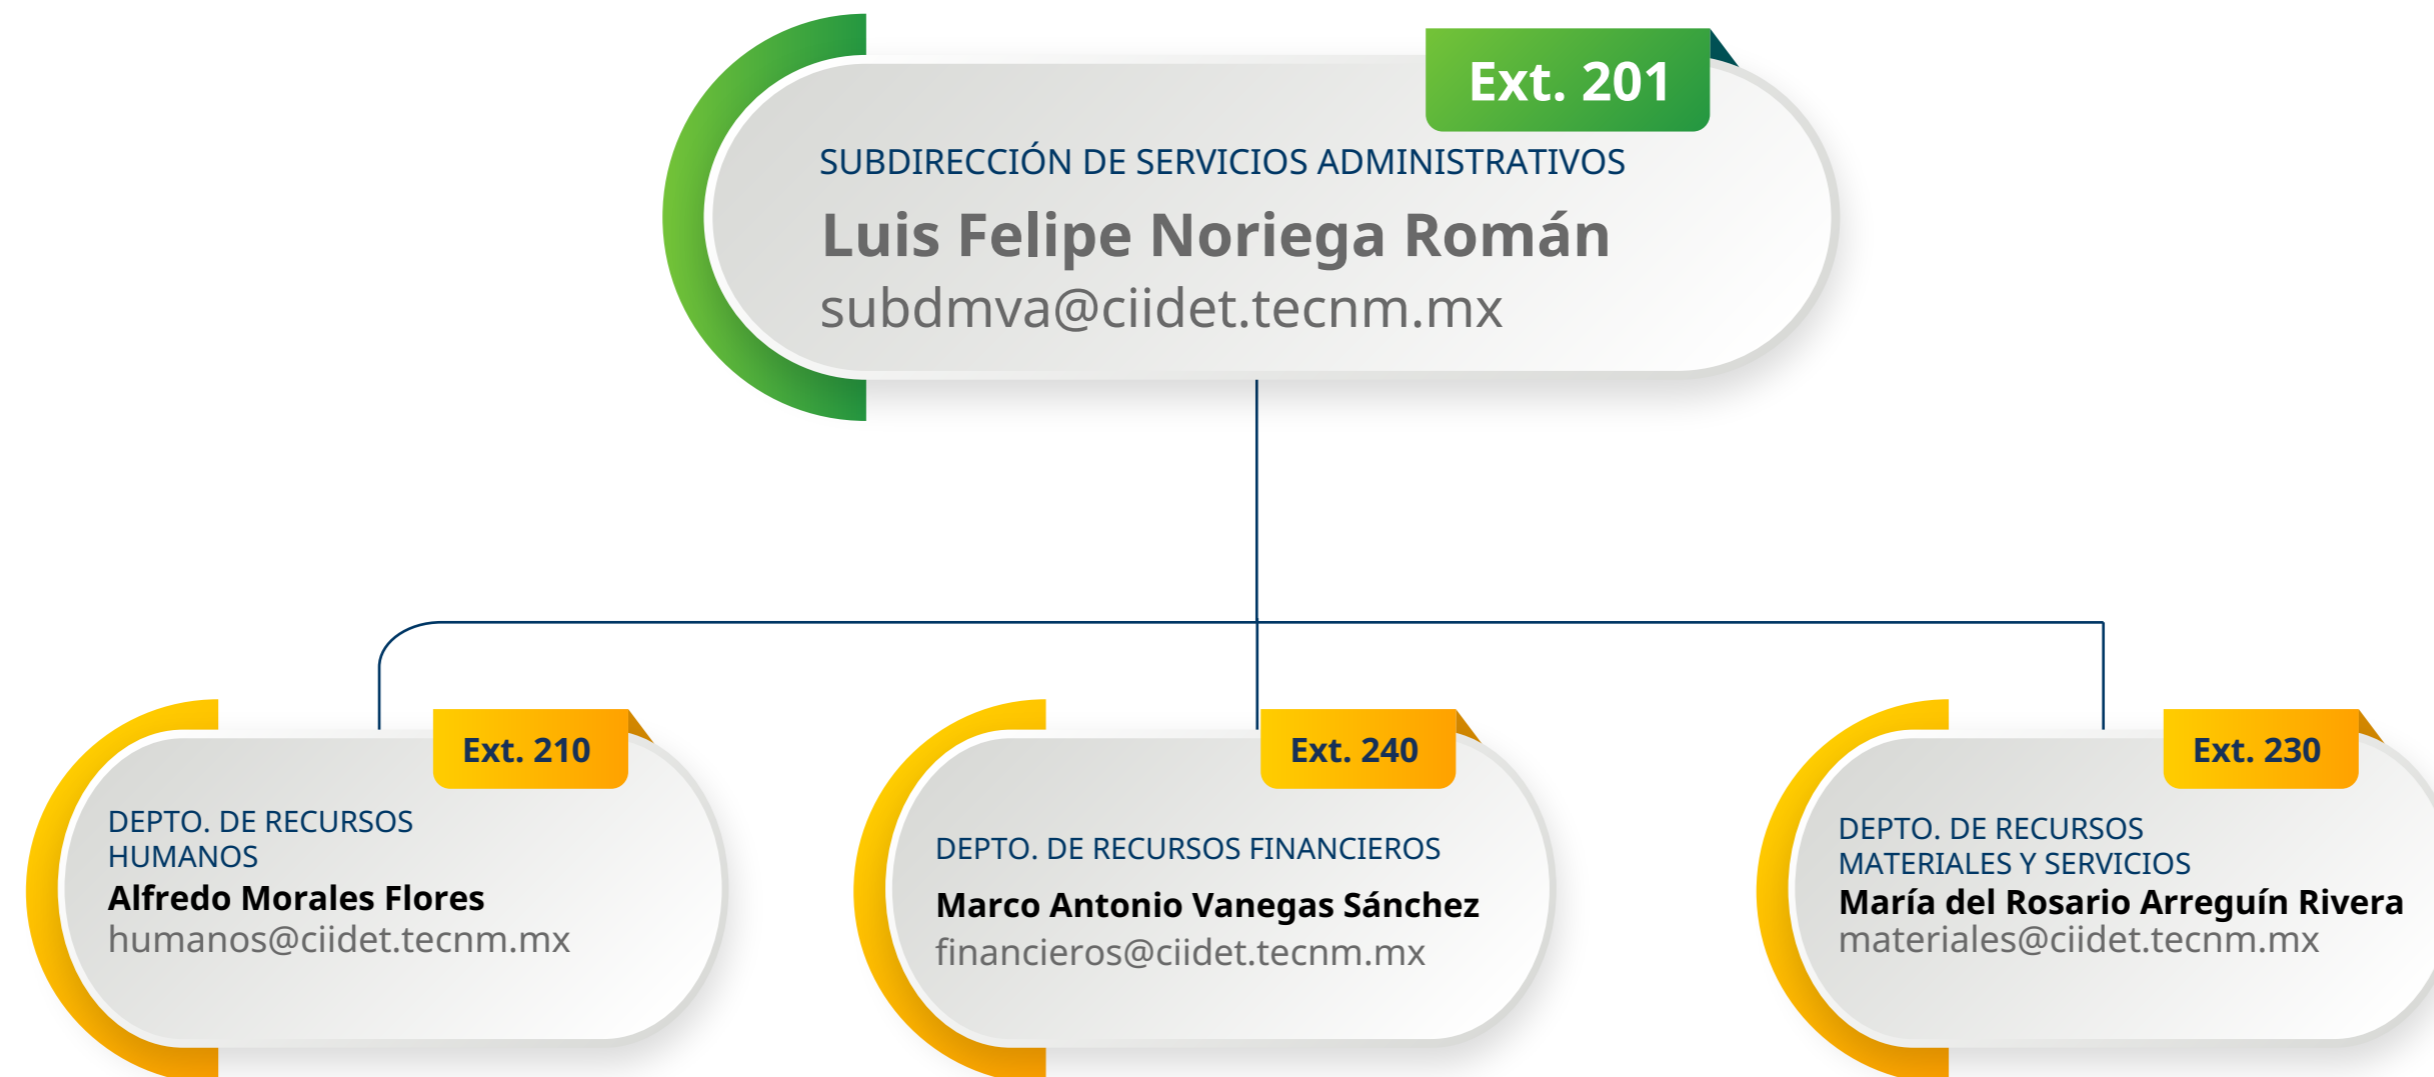 Ext. 201
SUBDIRECCIÓN DE SERVICIOS ADMINISTRATIVOS
Luis Felipe Noriega Román
subdmva@ciidet.tecnm.mx
Ext. 210
DEPTO. DE RECURSOS
HUMANOS
Alfredo Morales Flores
humanos@ciidet.tecnm.mx
Ext. 240
DEPTO. DE RECURSOS FINANCIEROS
Marco Antonio Vanegas Sánchez
financieros@ciidet.tecnm.mx
Ext. 230
DEPTO. DE RECURSOS
MATERIALES Y SERVICIOS
María del Rosario Arreguín Rivera
materiales@ciidet.tecnm.mx